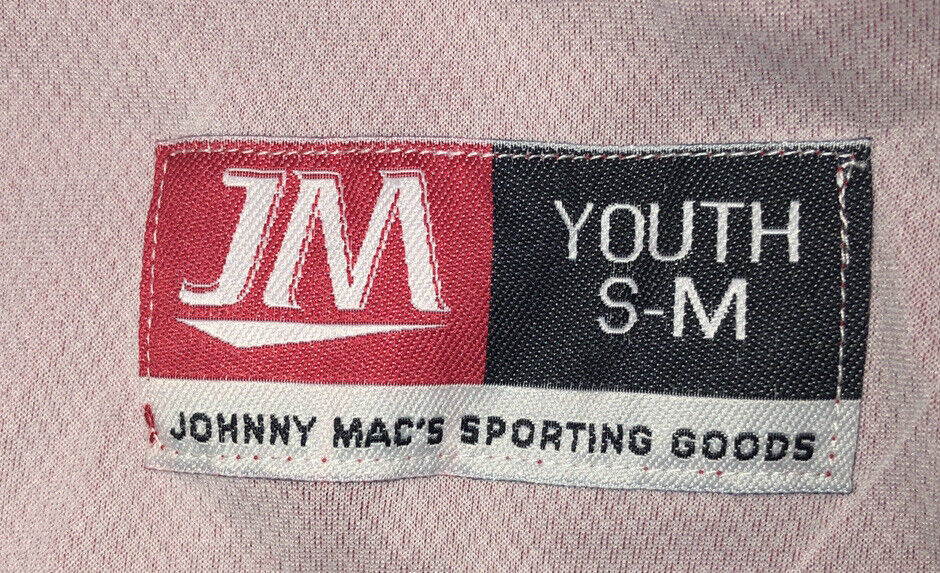 JM
YOUTH
S-M
JOHNNY MAC'S SPORTING GOODS